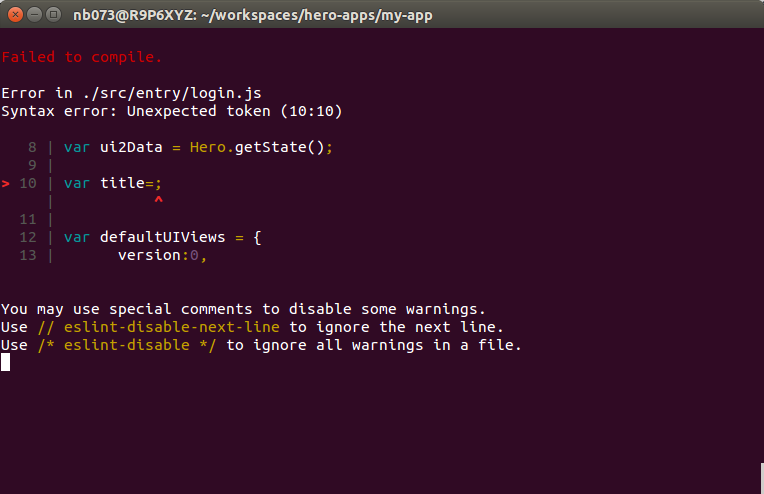 nb073@R9P6XYZ: ~/workspaces/hero-apps/my-app
Failed to compile.
Error in ./src/entry/login.js
Syntax error: Unexpected token (10:10)
   8 | var ui2Data = Hero.getState();
   9 |
> 10 | var title=;
     |           ^
  11 |
  12 | var defaultUIViews = {
  13 |       version:0,
You may use special comments to disable some warnings.
Use // eslint-disable-next-line to ignore the next line.
Use /* eslint-disable */ to ignore all warnings in a file.